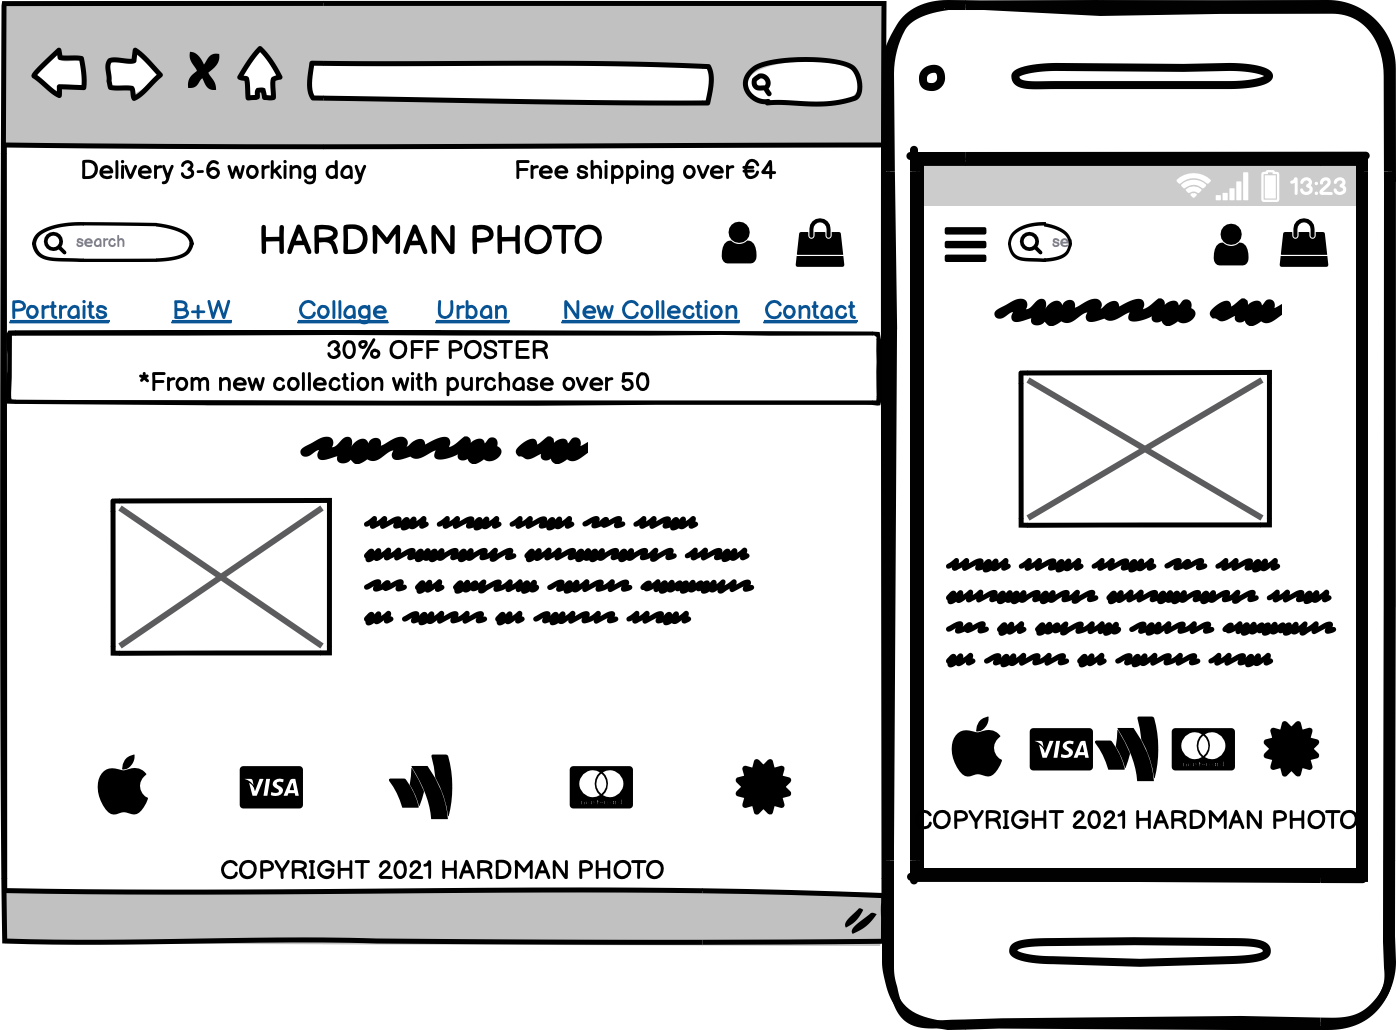 Delivery 3-6 working day
Free shipping over €4
search
HARDMAN PHOTO
Portraits B+W Collage Urban New Collection Contact
30% OFF POSTER
*From new collection with purchase over 50
VISA
COPYRIGHT 2021 HARDMAN PHOTO
13:23
se
VISA
COPYRIGHT 2021 HARDMAN PHOTO